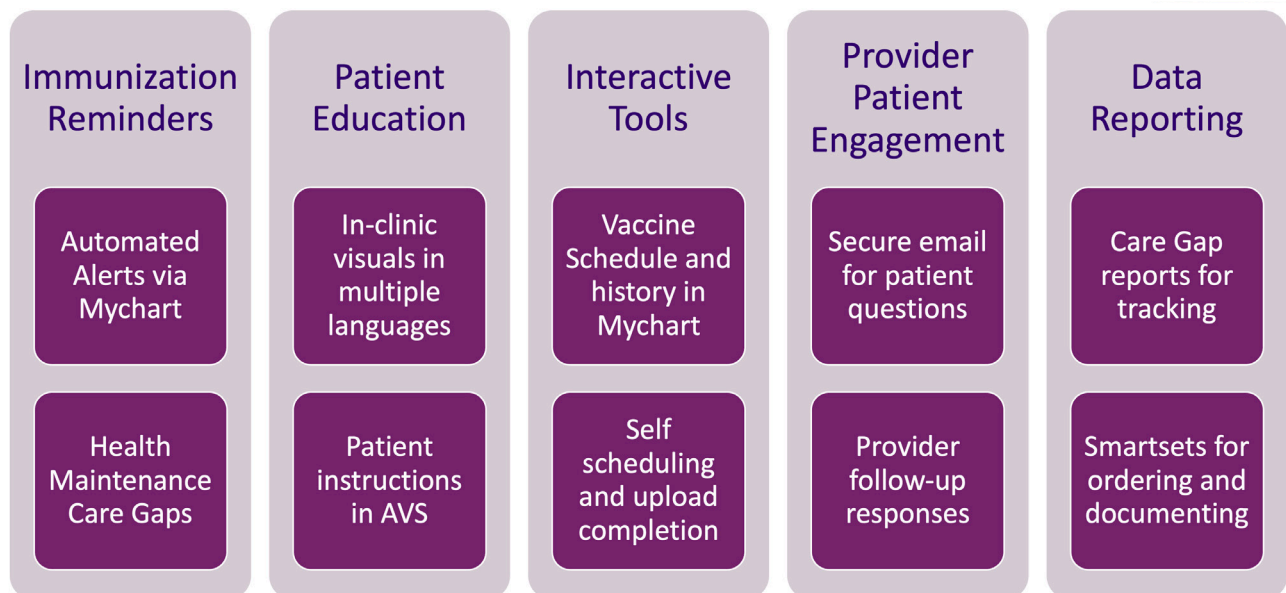 Immunization
Reminders
Automated
Alerts via
Mychart
Health
Maintenance
Care Gaps
Patient
Education
In-clinic
visuals in
multiple
languages
Patient
instructions
in AVS
Interactive
Tools
Vaccine
Schedule and
history in
Mychart
Self
scheduling
and upload
completion
Provider
Patient
Engagement
Secure email
for patient
questions
Provider
follow-up
responses
Data
Reporting
Care Gap
reports for
tracking
Smartsets for
ordering and
documenting